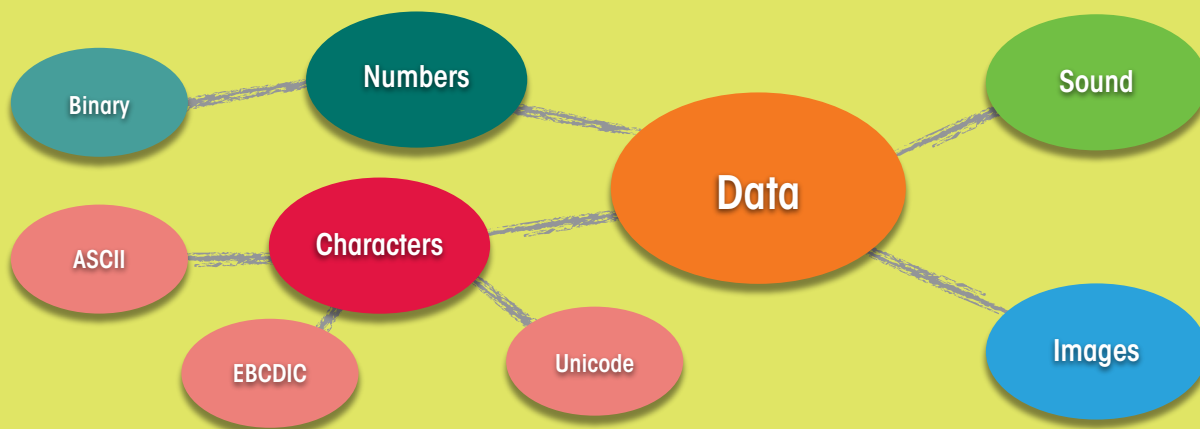 Numbers
Sound
Binary
Data
Characters
ASCII
Images
Unicode
EBCDIC